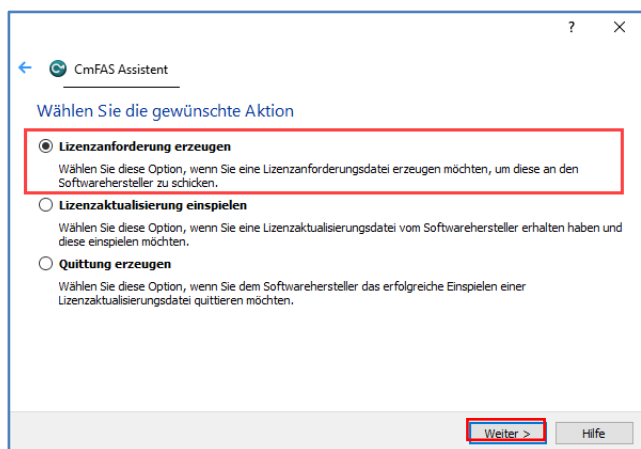 ?
CmFAS Assistent
Wählen Sie die gewünschte Aktion
Lizenzanforderung erzeugen
Wählen Sie diese Option, wenn Sie eine Lizenzanforderungsdatei erzeugen möchten, um diese an den
Softwarehersteller zu schicken.
Lizenzaktualisierung einspielen
Wählen Sie diese Option, wenn Sie eine Lizenzaktualisierungsdatei vom Softwarehersteller erhalten haben und
diese einspielen möchten.
Quittung erzeugen
Wählen Sie diese Option, wenn Sie dem Softwarehersteller das erfolgreiche Einspielen einer
Lizenzaktualisierungsdatei quittieren möchten.
Weiter > Hilfe